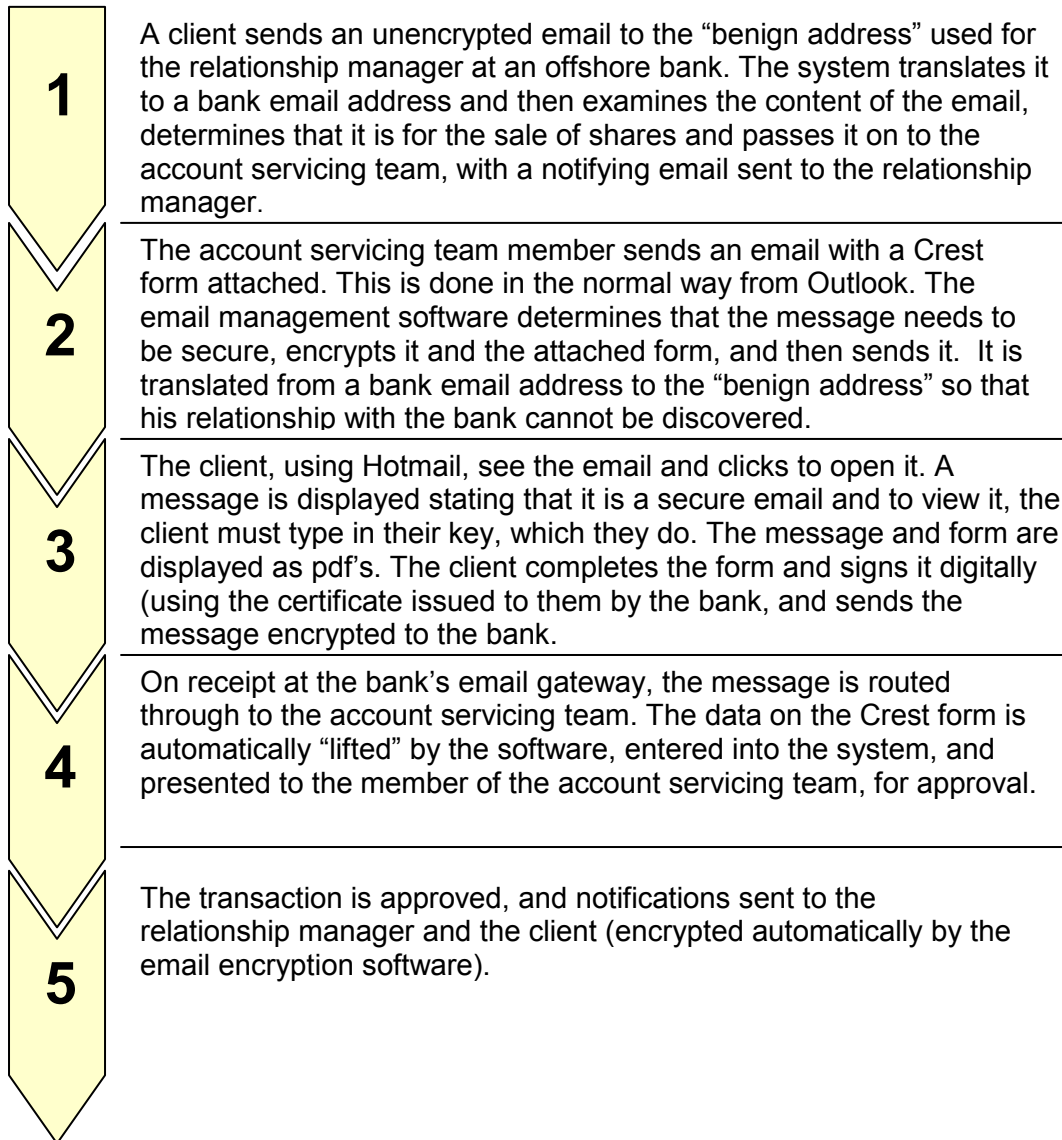 1
A client sends an unencrypted email to the “benign address” used for
the relationship manager at an offshore bank. The system translates it
to a bank email address and then examines the content of the email,
determines that it is for the sale of shares and passes it on to the
account servicing team, with a notifying email sent to the relationship
manager.
2
The account servicing team member sends an email with a Crest
form attached. This is done in the normal way from Outlook. The
email management software determines that the message needs to
be secure, encrypts it and the attached form, and then sends it.  It is
translated from a bank email address to the “benign address” so that
his relationship with the bank cannot be discovered.
3
The client, using Hotmail, see the email and clicks to open it. A
message is displayed stating that it is a secure email and to view it, the
client must type in their key, which they do. The message and form are
displayed as pdf’s. The client completes the form and signs it digitally
(using the certificate issued to them by the bank, and sends the
message encrypted to the bank.
4
On receipt at the bank’s email gateway, the message is routed
through to the account servicing team. The data on the Crest form is
automatically “lifted” by the software, entered into the system, and
presented to the member of the account servicing team, for approval.
5
The transaction is approved, and notifications sent to the
relationship manager and the client (encrypted automatically by the
email encryption software).